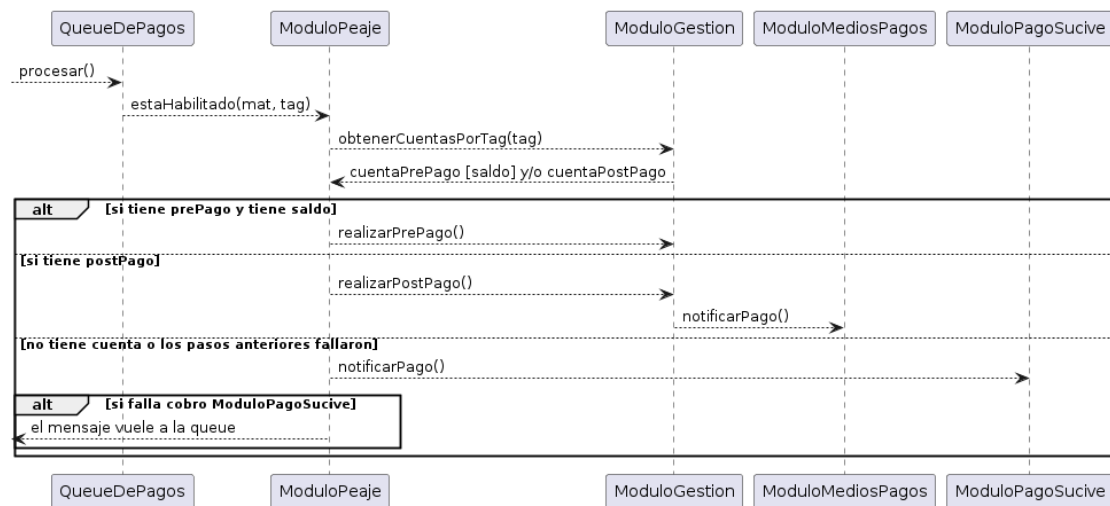 QueueDePagos ModuloPeaje ModuloGestion ModuloMediosPagos ModuloPagoSucive
procesar()
estaHabilitado(mat, tag)
obtenerCuentasPorTag(tag)
cuentaPrePago [saldo] y/o cuentaPostPago
alt [si tiene prePago y tiene saldo]
realizarPrePago()
[si tiene postPago]
realizarPostPago()
notificarPago()
[no tiene cuenta o los pasos anteriores fallaron]
notificarPago()
alt [si falla cobro ModuloPagoSucive]
el mensaje vuele a la queue
QueueDePagos ModuloPeaje ModuloGestion ModuloMediosPagos ModuloPagoSucive